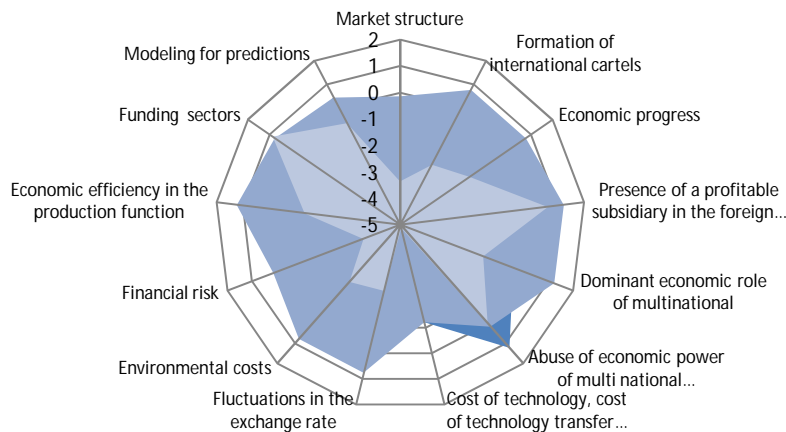 Market structure
Formation of
international cartels
Economic progress
Presence of a profitable
subsidiary in the foreign...
Dominant economic role
of multinational
Abuse of economic power
of multi national...
Cost of technology, cost
of technology transfer...
Fluctuations in the
exchange rate
Environmental costs
Financial risk
Economic efficiency in the
production function
Funding sectors
Modeling for predictions
2
1
0
-1
-2
-3
-4
-5